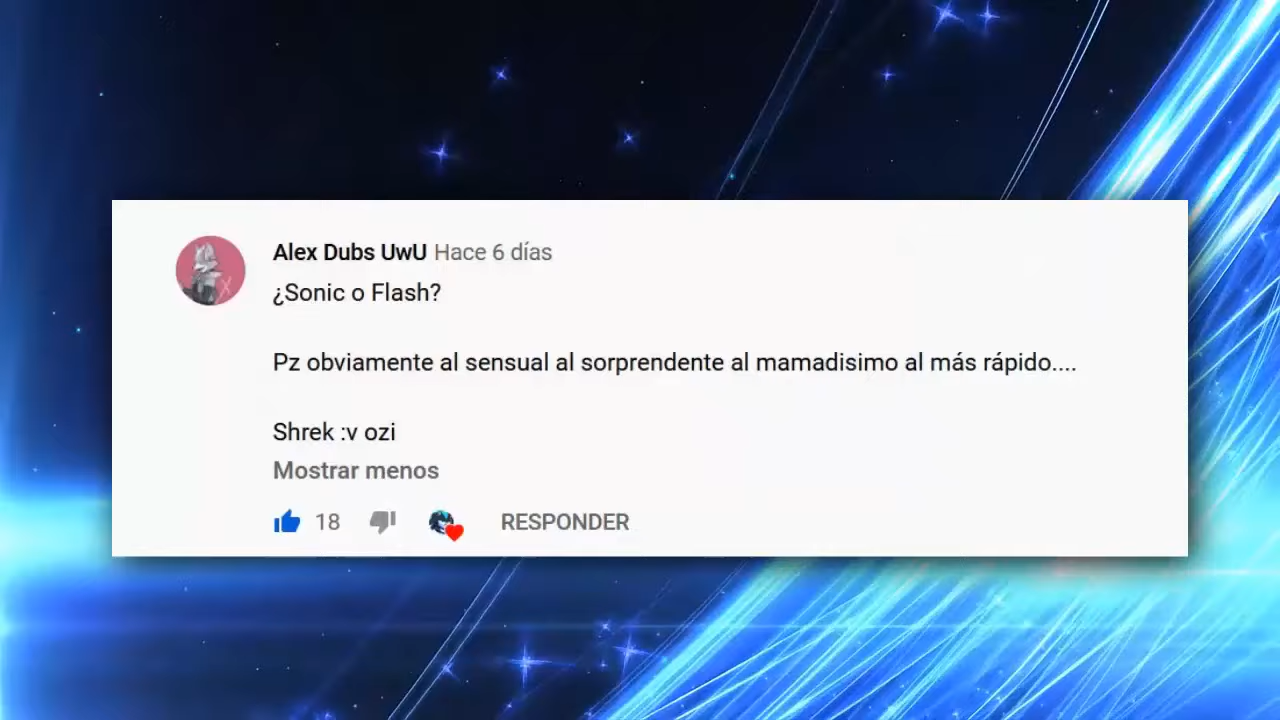 Alex Dubs UwU Hace 6 días
¿Sonic o Flash?
Pz obviamente al sensual al sorprendente al mamadisimo al más rápido....
Shrek :v ozi
Mostrar menos
18 RESPONDER